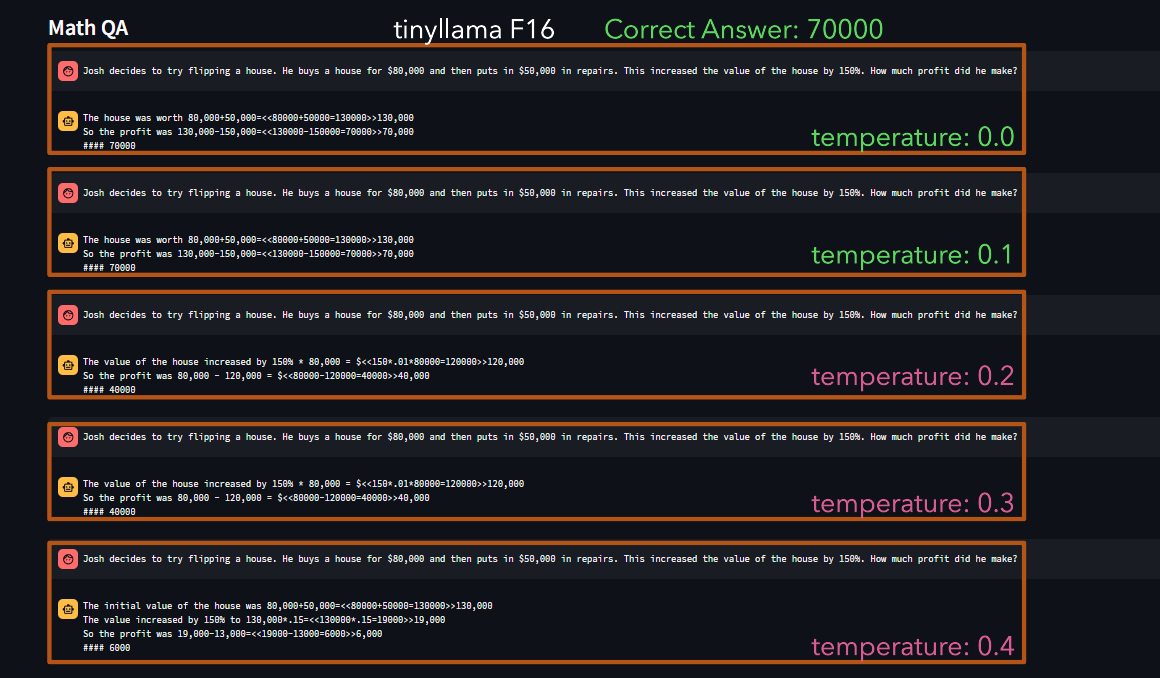 Math QA
tinyllama F16
Correct Answer: 70000
Josh decides to try flipping a house. He buys a house for $80,000 and then puts in $50,000 in repairs. This increased the value of the house by 150%. How much profit did he make?
The house was worth 80,000+50,000=<<80000+50000=130000>>130,000
So the profit was 130,000-150,000=<<130000-150000=70000>>70,000
#### 70000
temperature: 0.0
Josh decides to try flipping a house. He buys a house for $80,000 and then puts in $50,000 in repairs. This increased the value of the house by 150%. How much profit did he make?
The house was worth 80,000+50,000=<<80000+50000=130000>>130,000
So the profit was 130,000-150,000=<<130000-150000=70000>>70,000
#### 70000
temperature: 0.1
Josh decides to try flipping a house. He buys a house for $80,000 and then puts in $50,000 in repairs. This increased the value of the house by 150%. How much profit did he make?
The value of the house increased by 150% * 80,000 = $<<150*.01*80000=120000>>120,000
So the profit was 80,000 - 120,000 = $<<80000-120000=40000>>40,000
#### 40000
temperature: 0.2
Josh decides to try flipping a house. He buys a house for $80,000 and then puts in $50,000 in repairs. This increased the value of the house by 150%. How much profit did he make?
The value of the house increased by 150% * 80,000 = $<<150*.01*80000=120000>>120,000
So the profit was 80,000 - 120,000 = $<<80000-120000=40000>>40,000
#### 40000
temperature: 0.3
Josh decides to try flipping a house. He buys a house for $80,000 and then puts in $50,000 in repairs. This increased the value of the house by 150%. How much profit did he make?
The initial value of the house was 80,000+50,000=<<80000+50000=130000>>130,000
The value increased by 150% to 130,000*.15=<<130000*.15=19000>>19,000
So the profit was 19,000-13,000=<<19000-13000=6000>>6,000
#### 6000
temperature: 0.4